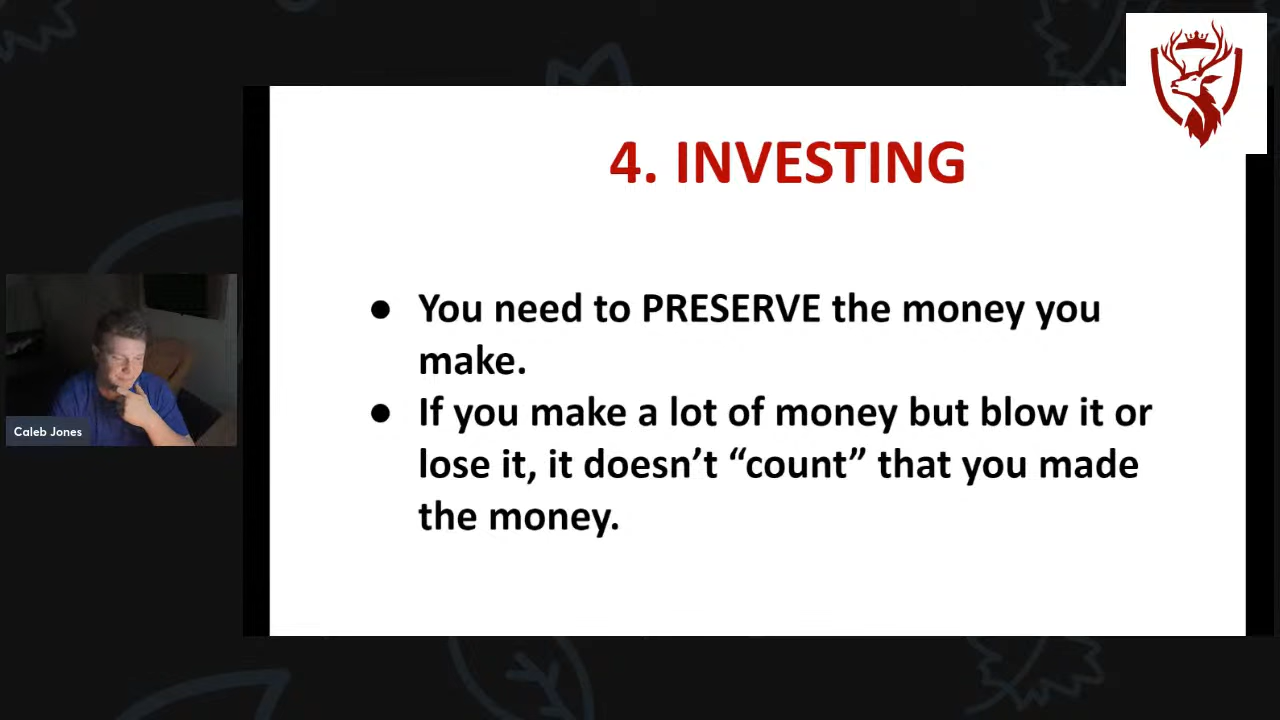 4. INVESTING
● You need to PRESERVE the money you
make.
● If you make a lot of money but blow it or
lose it, it doesn’t “count” that you made
the money.
Caleb Jones